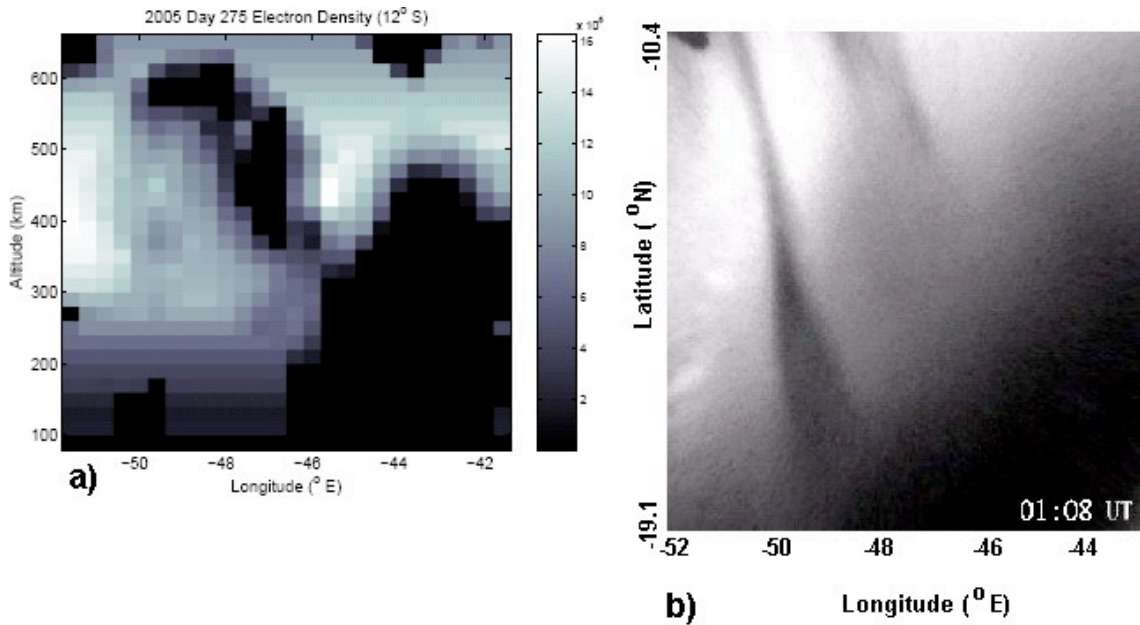 2005 Day 275 Electron Density (12° S)
x 10⁶
600
500
400
300
200
100
Altitude (km)
−50
−48
−46
−44
−42
Longitude (° E)
16
14
12
10
8
6
4
2
a)
-10.4
Latitude (°N)
-19.1
01:08 UT
-52
-50
-48
-46
-44
Longitude (°E)
b)